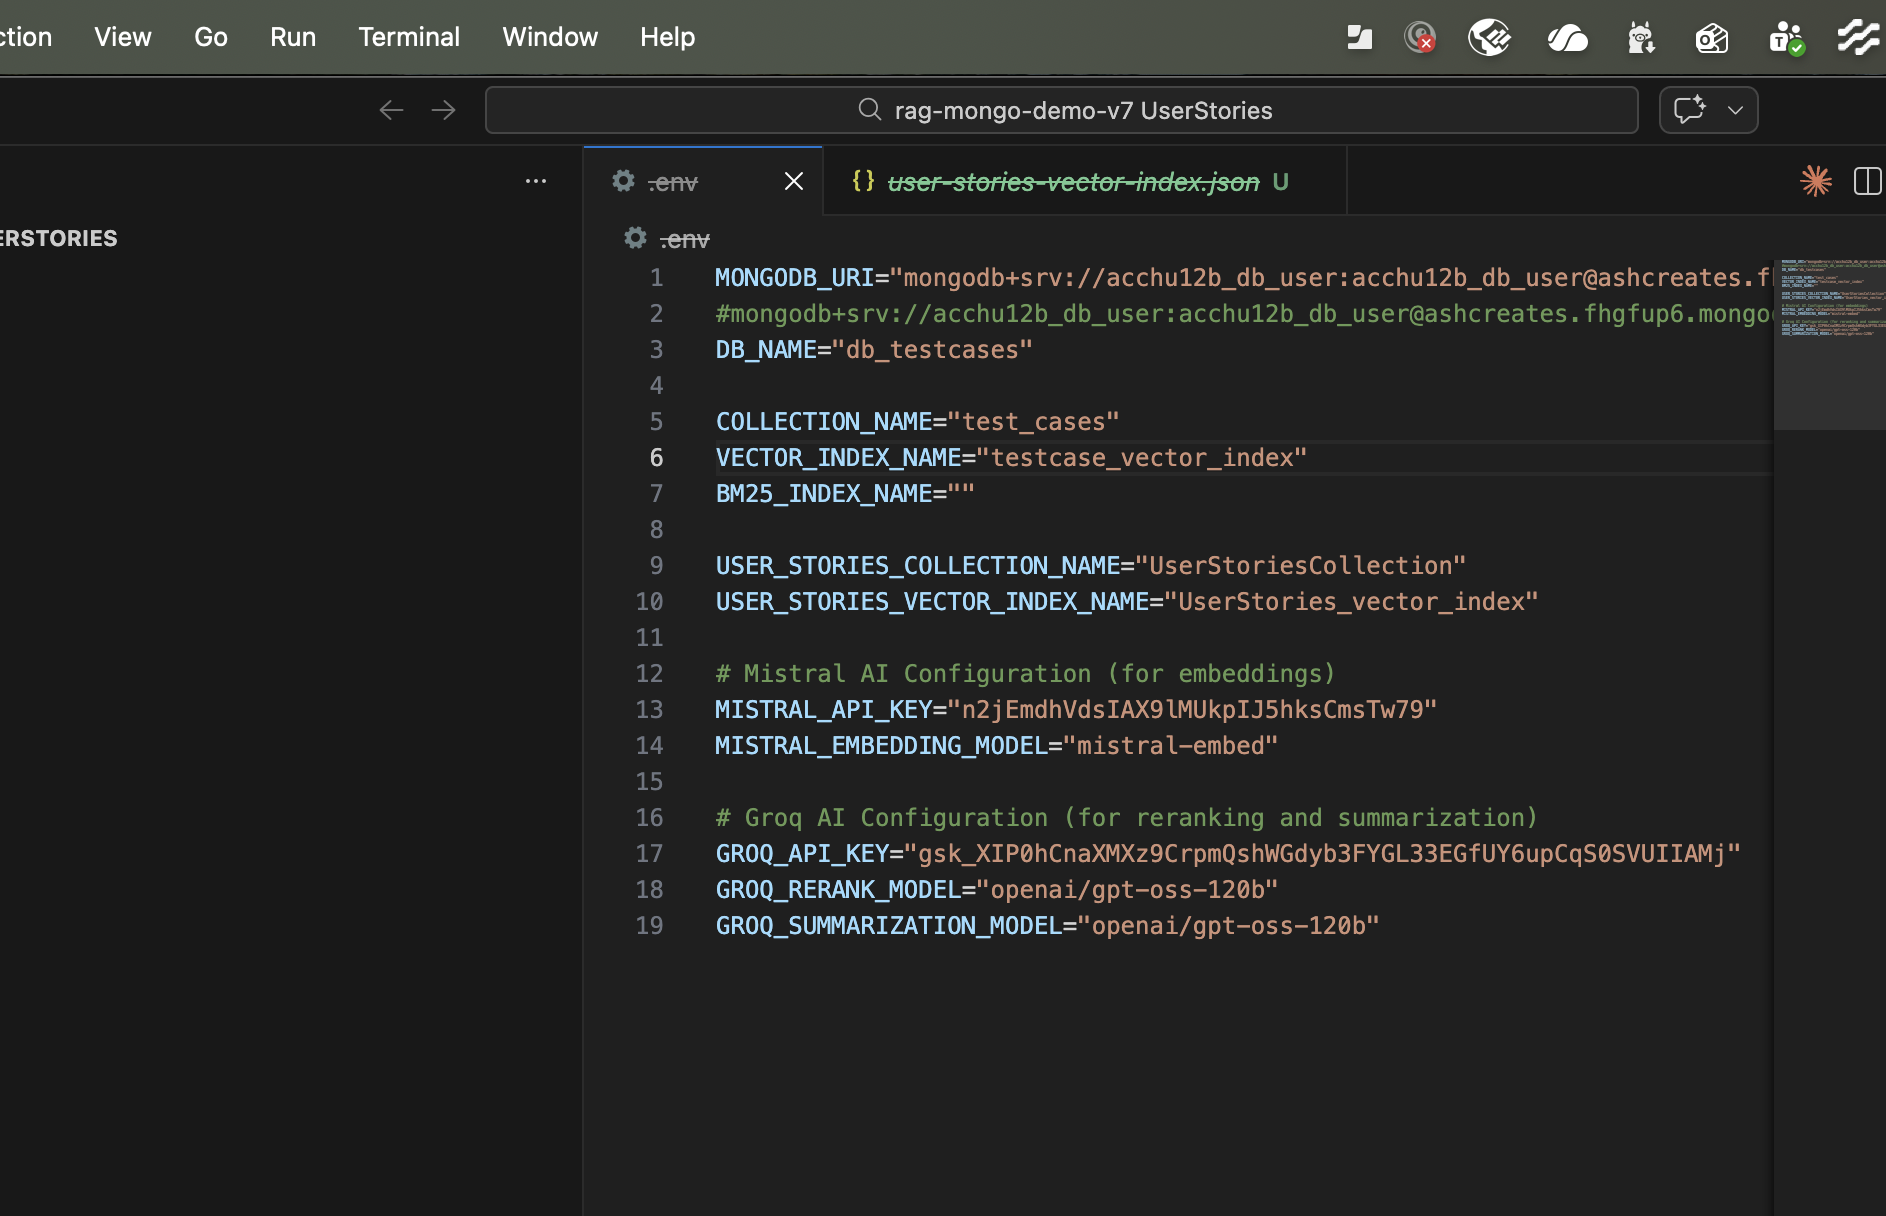 ction View Go Run Terminal Window Help
rag-mongo-demo-v7 UserStories
.env
user-stories-vector-index.json U
ERSTORIES
.env
1 MONGODB_URI="mongodb+srv://acchu12b_db_user:acchu12b_db_user@ashcreates.fh
2 #mongodb+srv://acchu12b_db_user:acchu12b_db_user@ashcreates.fhgfup6.mongo
3 DB_NAME="db_testcases"
4
5 COLLECTION_NAME="test_cases"
6 VECTOR_INDEX_NAME="testcase_vector_index"
7 BM25_INDEX_NAME=""
8
9 USER_STORIES_COLLECTION_NAME="UserStoriesCollection"
10 USER_STORIES_VECTOR_INDEX_NAME="UserStories_vector_index"
11
12 # Mistral AI Configuration (for embeddings)
13 MISTRAL_API_KEY="n2jEmdhVdsIAX9lMUkpIJ5hksCmsTw79"
14 MISTRAL_EMBEDDING_MODEL="mistral-embed"
15
16 # Groq AI Configuration (for reranking and summarization)
17 GROQ_API_KEY="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"
18 GROQ_RERANK_MODEL="openai/gpt-oss-120b"
19 GROQ_SUMMARIZATION_MODEL="openai/gpt-oss-120b"